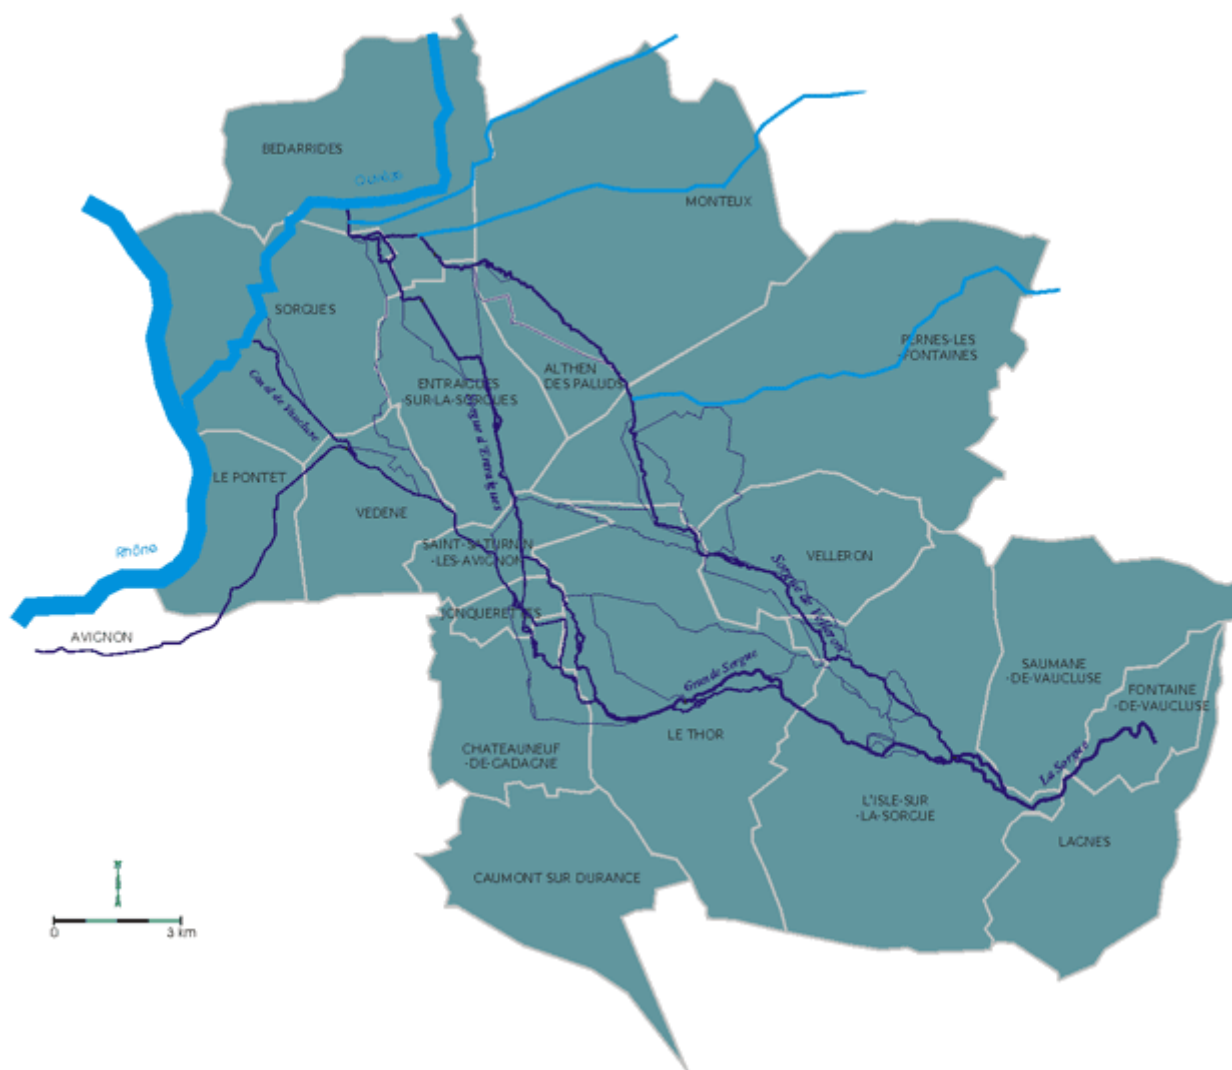 BEDARRIDES
Ouvèze
MONTEUX
SORGUES
PERNES-LES
-FONTAINES
ALTHEN
DES PALUDS
ENTRAIGUES
-SUR-LA-SORGUES
Canal de Vaucluse
Sorgue d'Entraigues
LE PONTET
VEDENE
Rhône
SAINT-SATURNIN
-LES-AVIGNON
VELLERON
Sorgue de Velleron
JONQUERETTES
AVIGNON
Grande Sorgue
SAUMANE
-DE-VAUCLUSE
FONTAINE
-DE-VAUCLUSE
LE THOR
CHATEAUNEUF
-DE-GADAGNE
La Sorgue
L'ISLE-SUR
-LA-SORGUE
LAGNES
CAUMONT SUR DURANCE
0 3 km